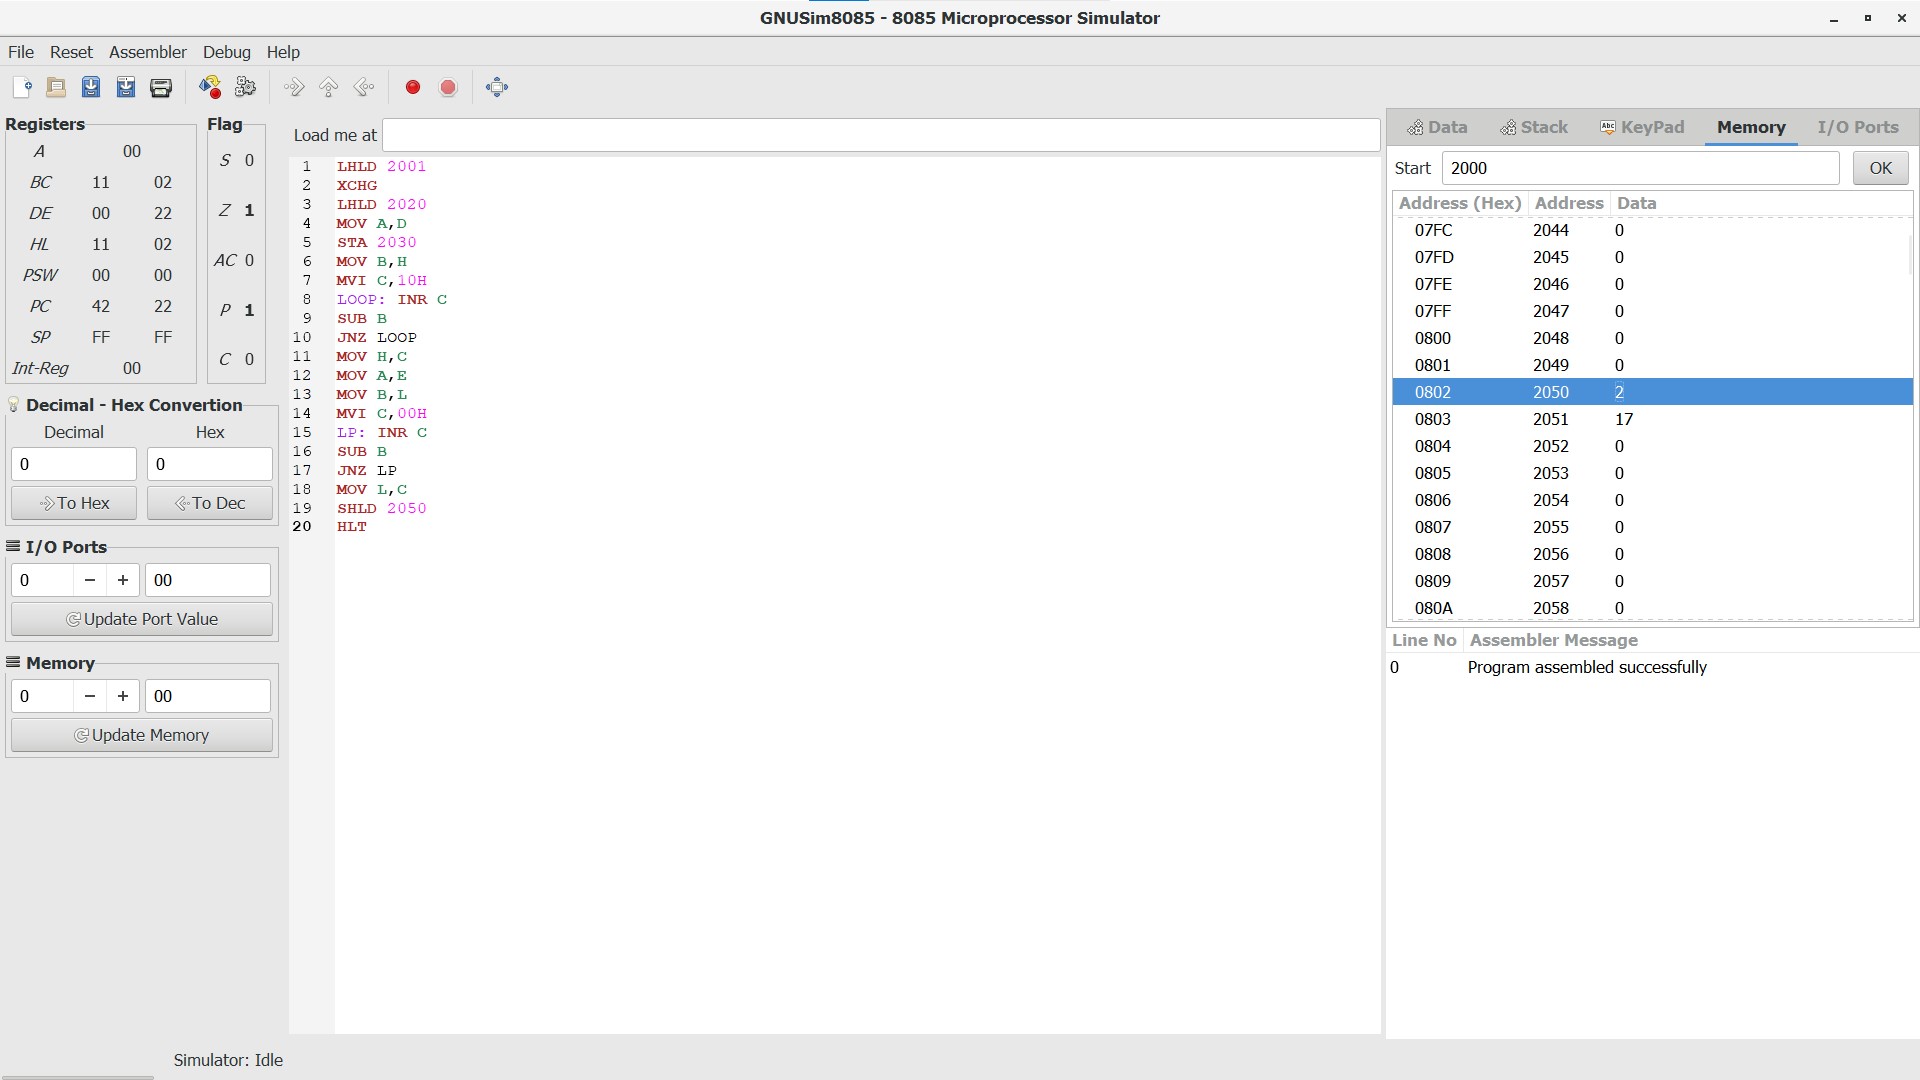 GNUSim8085 - 8085 Microprocessor Simulator
File Reset Assembler Debug Help
Registers
A 00
BC 11 02
DE 00 22
HL 11 02
PSW 00 00
PC 42 22
SP FF FF
Int-Reg 00
Flag
S 0
Z 1
AC 0
P 1
C 0
Decimal - Hex Convertion
Decimal Hex
0 0
To Hex To Dec
I/O Ports
0 − + 00
Update Port Value
Memory
0 − + 00
Update Memory
Load me at
1 LHLD 2001
2 XCHG
3 LHLD 2020
4 MOV A,D
5 STA 2030
6 MOV B,H
7 MVI C,10H
8 LOOP: INR C
9 SUB B
10 JNZ LOOP
11 MOV H,C
12 MOV A,E
13 MOV B,L
14 MVI C,00H
15 LP: INR C
16 SUB B
17 JNZ LP
18 MOV L,C
19 SHLD 2050
20 HLT
Data Stack Abc KeyPad Memory I/O Ports
Start 2000 OK
Address (Hex) Address Data
07FC 2044 0
07FD 2045 0
07FE 2046 0
07FF 2047 0
0800 2048 0
0801 2049 0
0802 2050 2
0803 2051 17
0804 2052 0
0805 2053 0
0806 2054 0
0807 2055 0
0808 2056 0
0809 2057 0
080A 2058 0
Line No Assembler Message
0 Program assembled successfully
Simulator: Idle